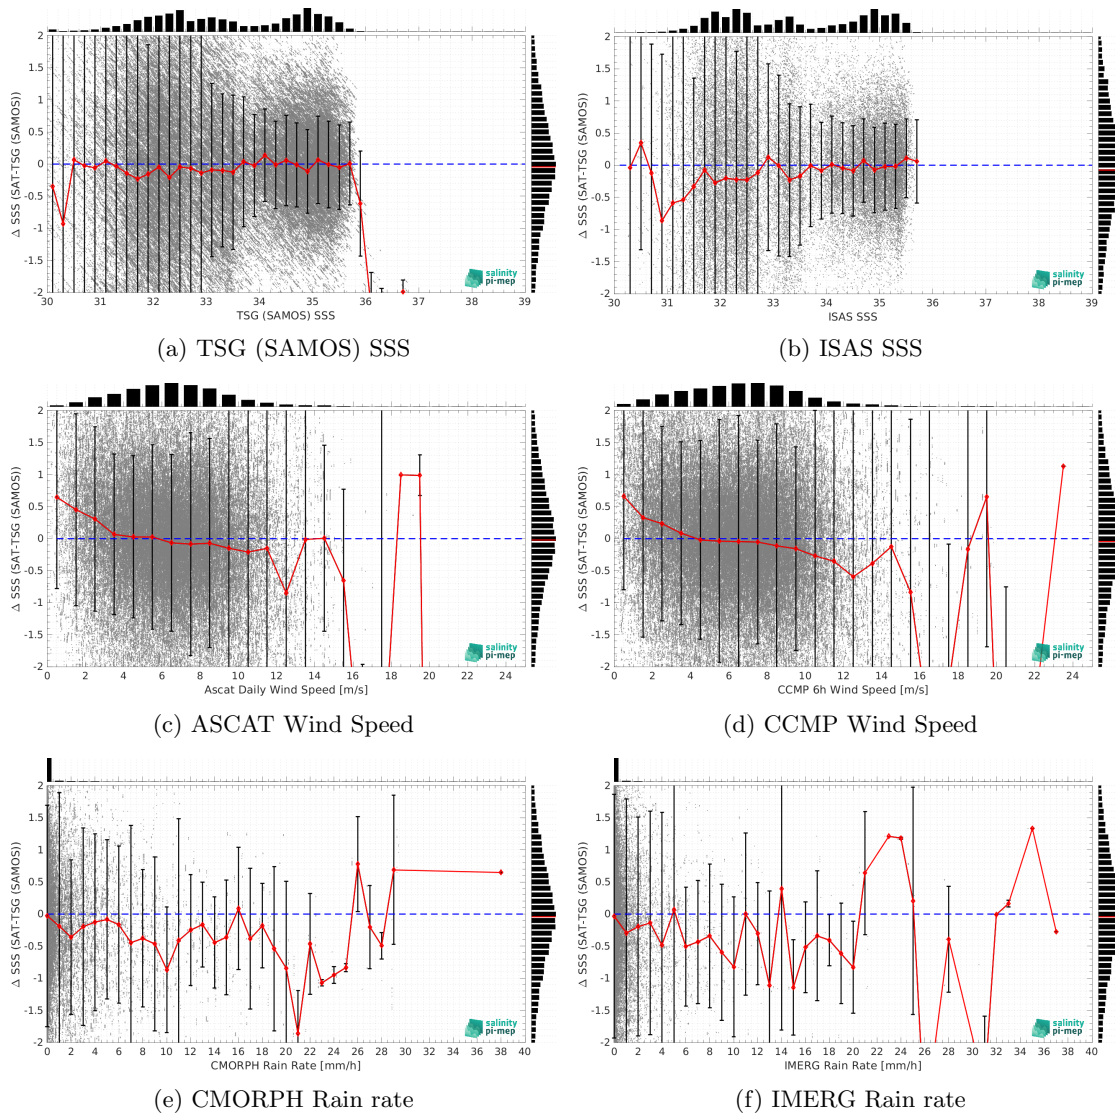 2
1.5
1
0.5
0
-0.5
-1
-1.5
-2
Δ SSS (SAT-TSG (SAMOS))
30 31 32 33 34 35 36 37 38 39
TSG (SAMOS) SSS
salinity
pi-mep
(a) TSG (SAMOS) SSS
2
1.5
1
0.5
0
-0.5
-1
-1.5
-2
Δ SSS (SAT-TSG (SAMOS))
30 31 32 33 34 35 36 37 38 39
ISAS SSS
salinity
pi-mep
(b) ISAS SSS
2
1.5
1
0.5
0
-0.5
-1
-1.5
-2
Δ SSS (SAT-TSG (SAMOS))
0 2 4 6 8 10 12 14 16 18 20 22 24
Ascat Daily Wind Speed [m/s]
salinity
pi-mep
(c) ASCAT Wind Speed
2
1.5
1
0.5
0
-0.5
-1
-1.5
-2
Δ SSS (SAT-TSG (SAMOS))
0 2 4 6 8 10 12 14 16 18 20 22 24
CCMP 6h Wind Speed [m/s]
salinity
pi-mep
(d) CCMP Wind Speed
2
1.5
1
0.5
0
-0.5
-1
-1.5
-2
Δ SSS (SAT-TSG (SAMOS))
0 2 4 6 8 10 12 14 16 18 20 22 24 26 28 30 32 34 36 38 40
CMORPH Rain Rate [mm/h]
salinity
pi-mep
(e) CMORPH Rain rate
2
1.5
1
0.5
0
-0.5
-1
-1.5
-2
Δ SSS (SAT-TSG (SAMOS))
0 2 4 6 8 10 12 14 16 18 20 22 24 26 28 30 32 34 36 38 40
IMERG Rain Rate [mm/h]
salinity
pi-mep
(f) IMERG Rain rate